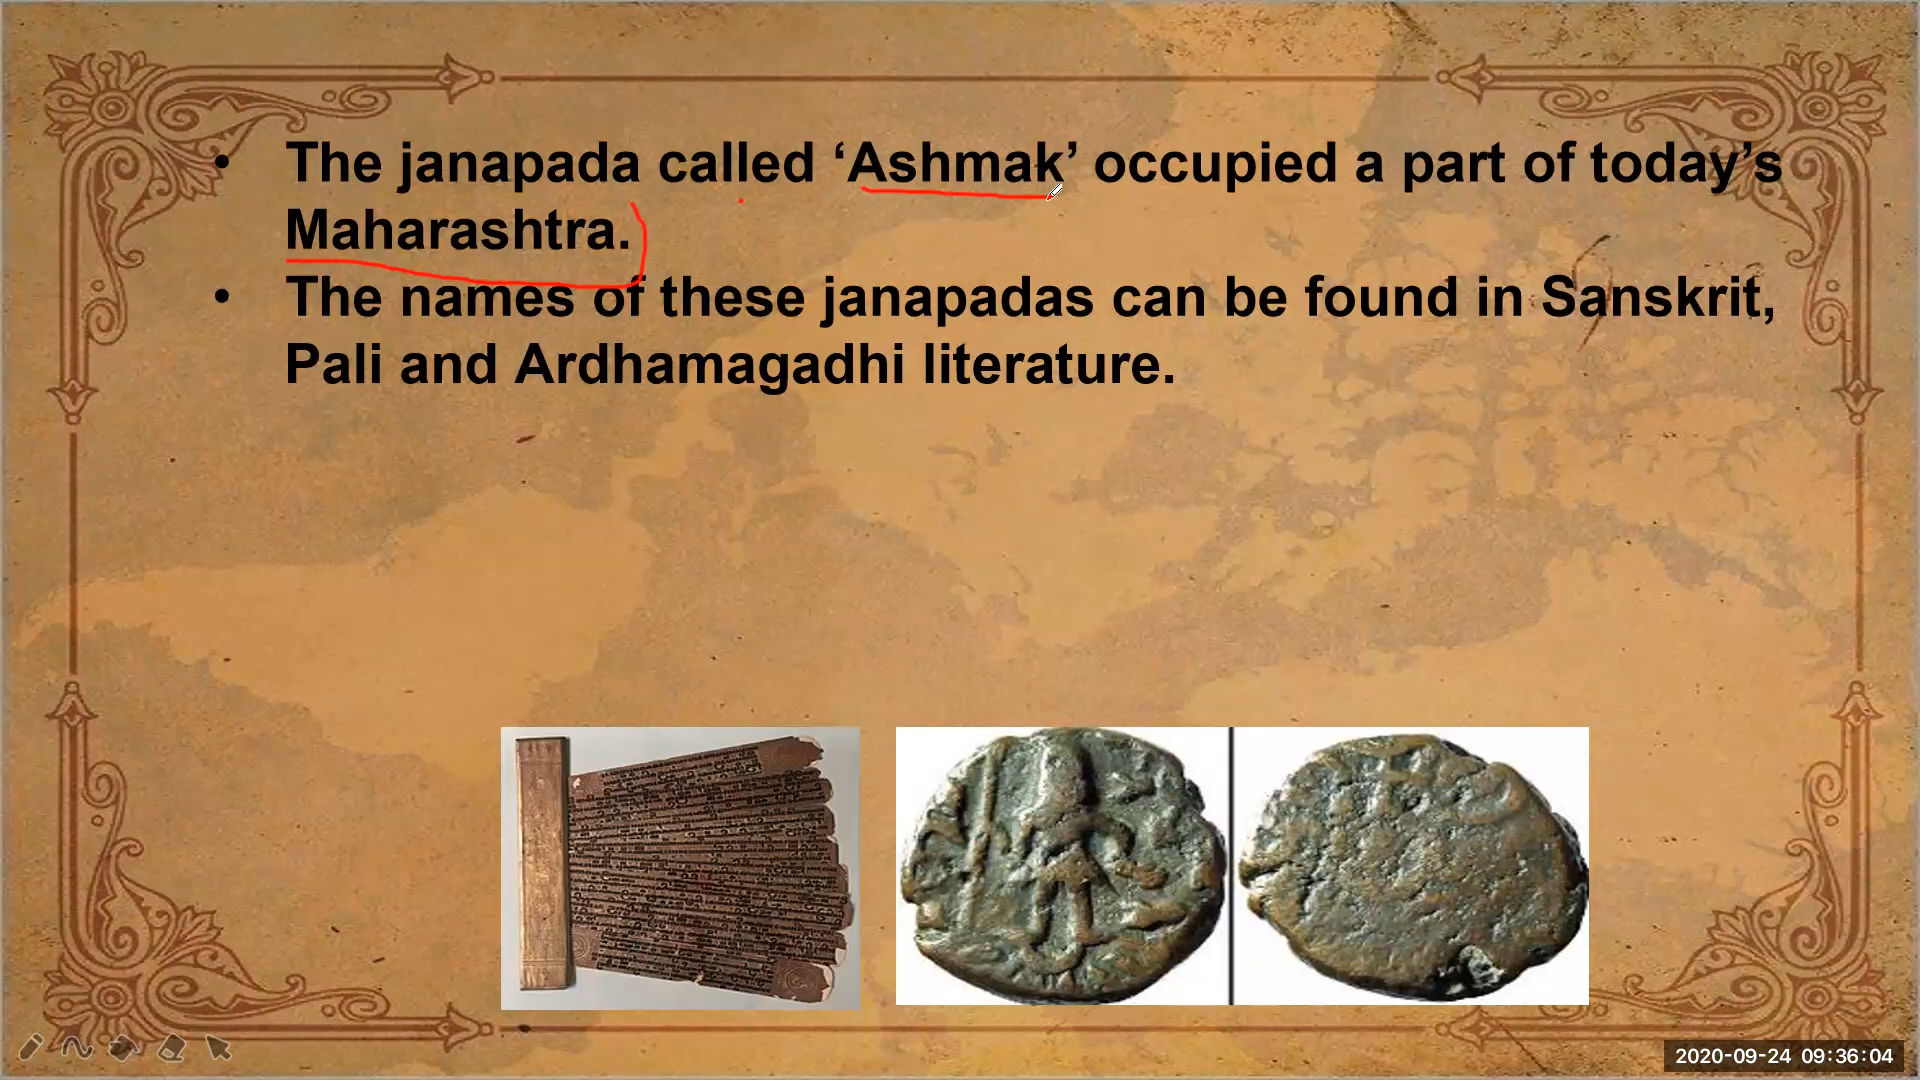 • The janapada called ‘Ashmak’ occupied a part of today’s
Maharashtra.
• The names of these janapadas can be found in Sanskrit,
Pali and Ardhamagadhi literature.
2020-09-24 09:36:04